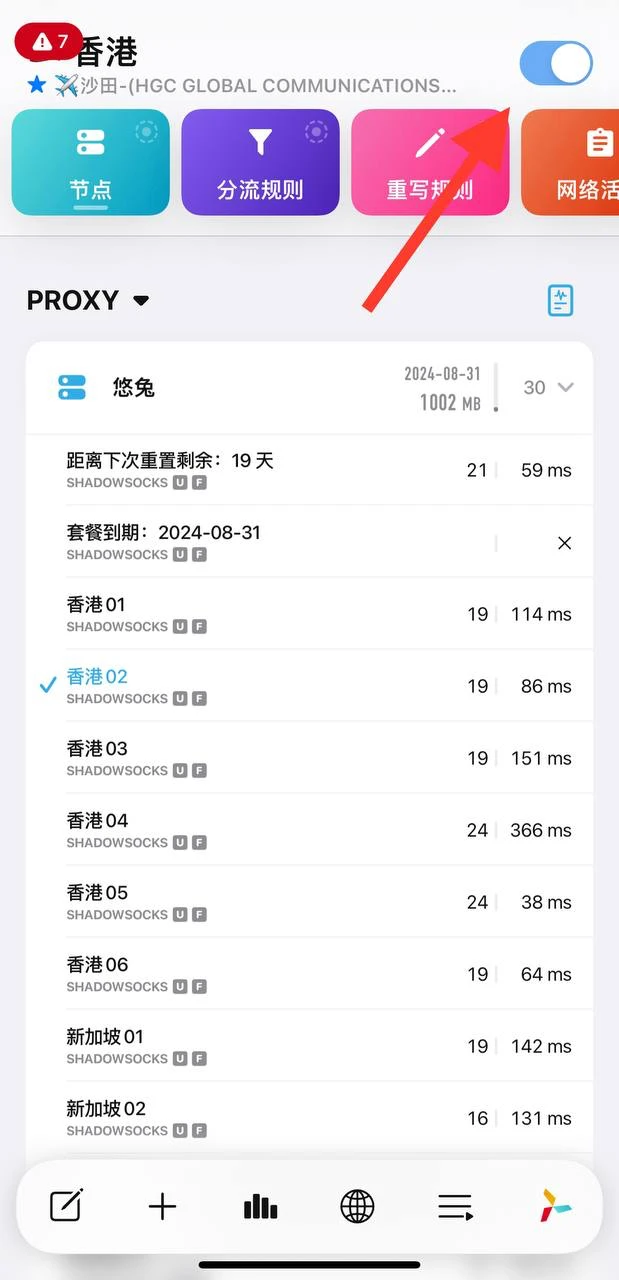 7
香港
沙田-(HGC GLOBAL COMMUNICATIONS...
节点
分流规则
重写规则
网络活
PROXY
悠兔
2024-08-31
1002 MB
30
距离下次重置剩余：19 天
21
59 ms
SHADOWSOCKS U F
套餐到期：2024-08-31
SHADOWSOCKS U F
香港01
19
114 ms
SHADOWSOCKS U F
香港02
19
86 ms
SHADOWSOCKS U F
香港03
19
151 ms
SHADOWSOCKS U F
香港04
24
366 ms
SHADOWSOCKS U F
香港05
24
38 ms
SHADOWSOCKS U F
香港06
19
64 ms
SHADOWSOCKS U F
新加坡01
19
142 ms
SHADOWSOCKS U F
新加坡02
16
131 ms
SHADOWSOCKS U F